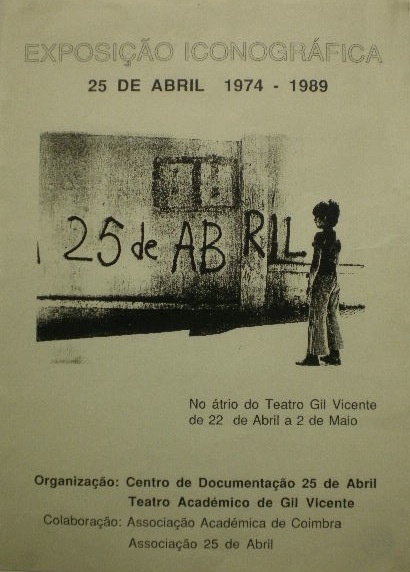 EXPOSIÇÃO ICONOGRÁFICA
25 DE ABRIL 1974 - 1989
25 de ABRIL
No átrio do Teatro Gil Vicente
de 22 de Abril a 2 de Maio
Organização: Centro de Documentação 25 de Abril
Teatro Académico de Gil Vicente
Colaboração: Associação Académica de Coimbra
Associação 25 de Abril